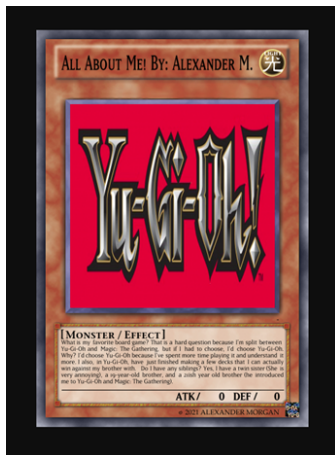 ALL ABOUT ME! BY: ALEXANDER M.
光
Yu-Gi-Oh!
[MONSTER / EFFECT]
What is my favorite board game? That is a hard question because I'm split between
Yu-Gi-Oh and Magic: The Gathering, but if I had to choose, I'd choose Yu-Gi-Oh.
Why? I'd choose Yu-Gi-Oh because I've spent more time playing it and understand it
more. I also, in Yu-Gi-Oh, have just finished making a few decks that I can actually
win against my brother with. Do I have any siblings? Yes, I have a twin sister (She is
very annoying), a 19-year-old brother, and a 20ish year old brother (he introduced
me to Yu-Gi-Oh and Magic: The Gathering).
ATK/ 0 DEF/ 0
© 2021 ALEXANDER MORGAN